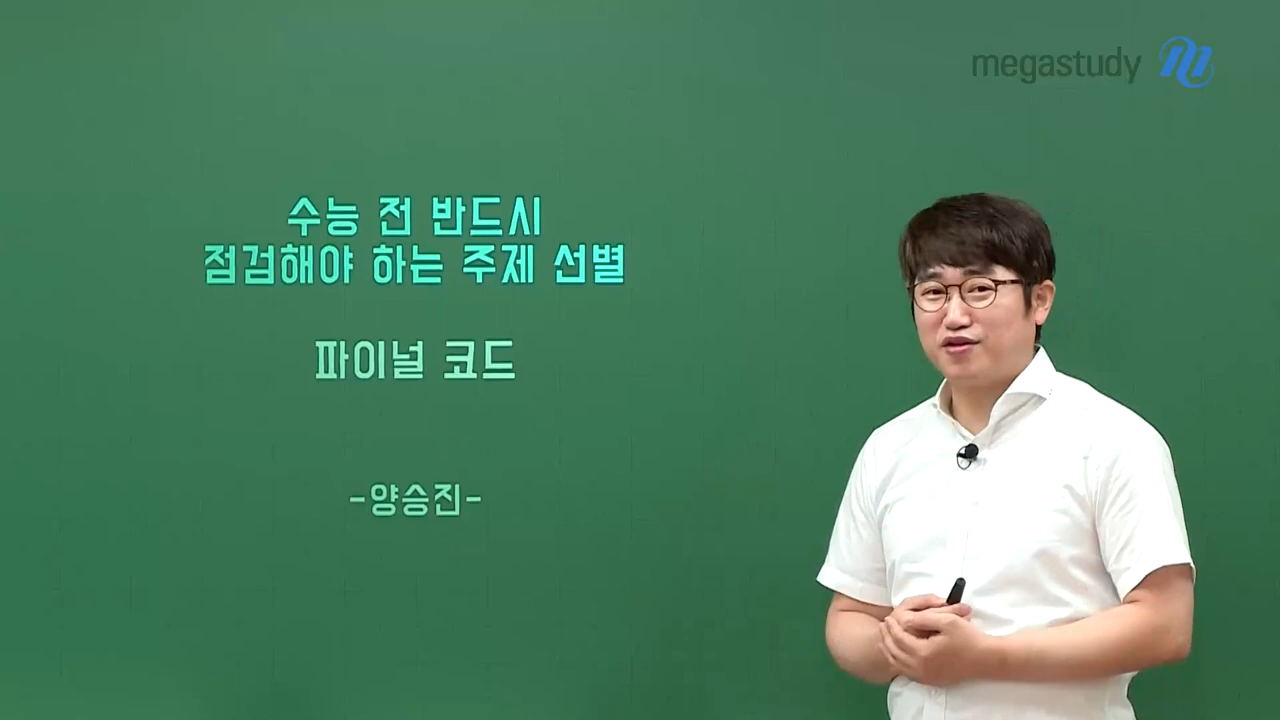 megastudy
수능 전 반드시
점검해야 하는 주제 선별
파이널 코드
-양승진-